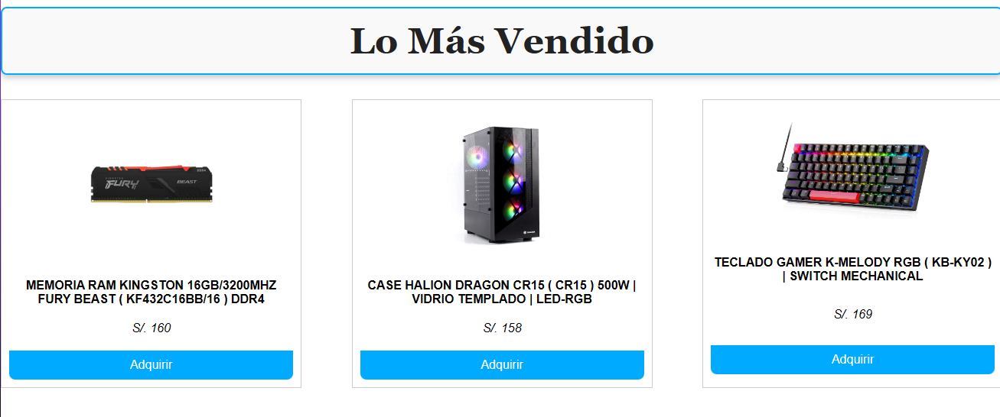 Lo Más Vendido
FURY
BEAST
MEMORIA RAM KINGSTON 16GB/3200MHZ
FURY BEAST ( KF432C16BB/16 ) DDR4
S/. 160
Adquirir
CASE HALION DRAGON CR15 ( CR15 ) 500W |
VIDRIO TEMPLADO | LED-RGB
S/. 158
Adquirir
TECLADO GAMER K-MELODY RGB ( KB-KY02 )
| SWITCH MECHANICAL
S/. 169
Adquirir